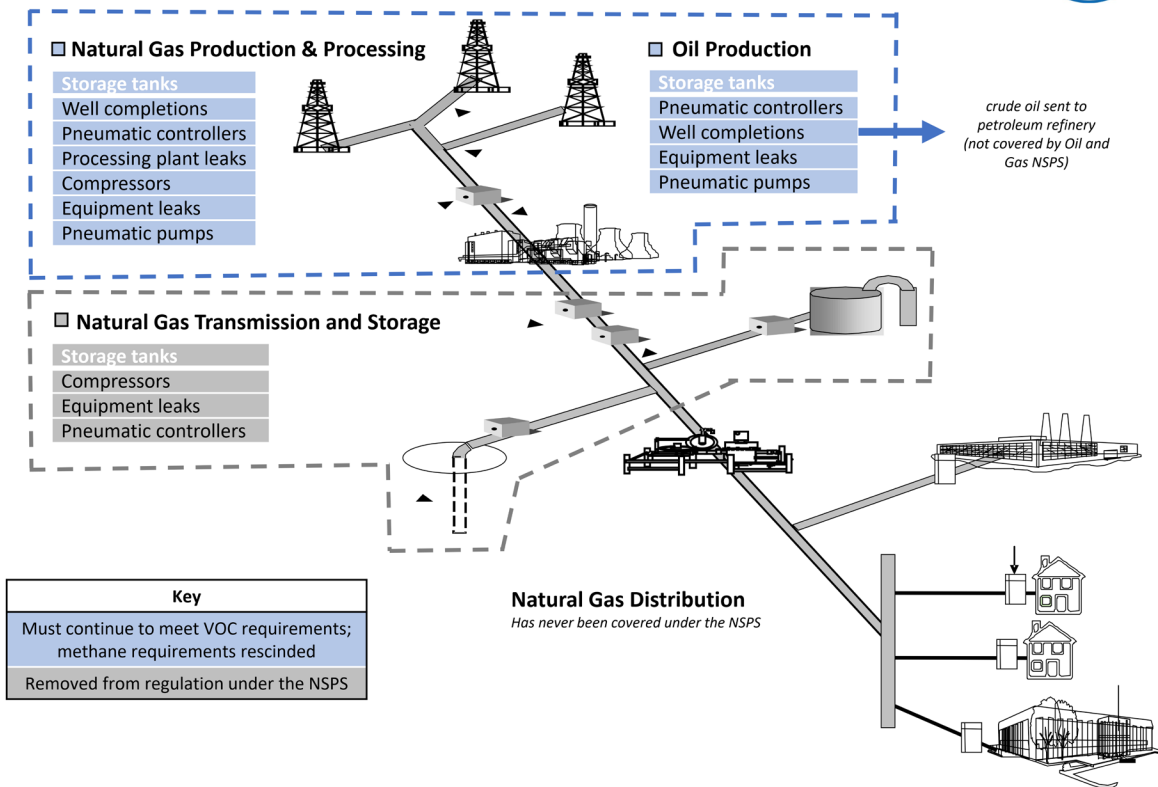 Natural Gas Production & Processing
Storage tanks
Well completions
Pneumatic controllers
Processing plant leaks
Compressors
Equipment leaks
Pneumatic pumps
Oil Production
Storage tanks
Pneumatic controllers
Well completions
Equipment leaks
Pneumatic pumps
crude oil sent to
petroleum refinery
(not covered by Oil and
Gas NSPS)
Natural Gas Transmission and Storage
Storage tanks
Compressors
Equipment leaks
Pneumatic controllers
Natural Gas Distribution
Has never been covered under the NSPS
Key
Must continue to meet VOC requirements;
methane requirements rescinded
Removed from regulation under the NSPS